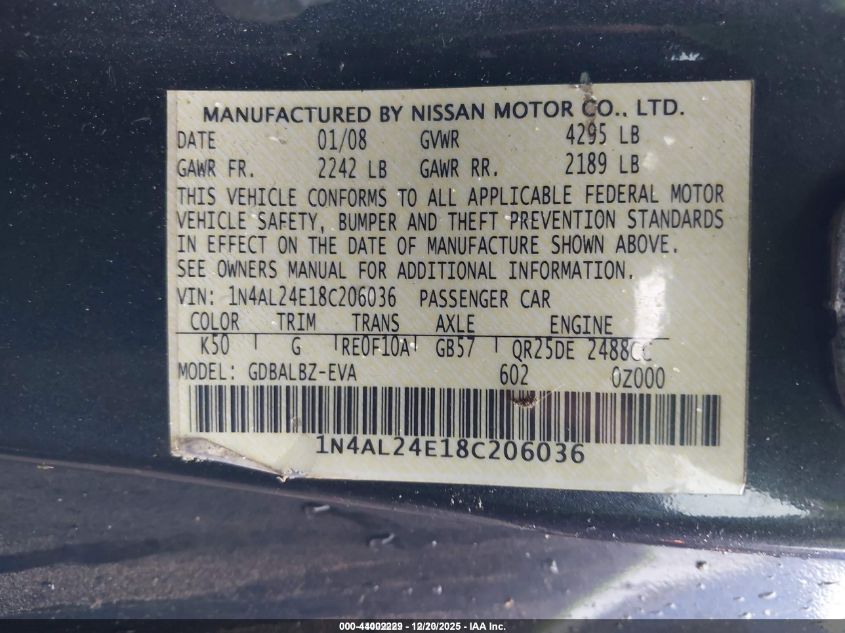 MANUFACTURED BY NISSAN MOTOR CO., LTD.
DATE 01/08 GVWR 4295 LB
GAWR FR. 2242 LB GAWR RR. 2189 LB
THIS VEHICLE CONFORMS TO ALL APPLICABLE FEDERAL MOTOR
VEHICLE SAFETY, BUMPER AND THEFT PREVENTION STANDARDS
IN EFFECT ON THE DATE OF MANUFACTURE SHOWN ABOVE.
SEE OWNERS MANUAL FOR ADDITIONAL INFORMATION.
VIN: 1N4AL24E18C206036 PASSENGER CAR
COLOR TRIM TRANS AXLE ENGINE
K50 G RE0F10A GB57 QR25DE 2488CC
MODEL: GDBALBZ-EVA 602 0Z000
1N4AL24E18C206036
12/20/2025 - IAA Inc.